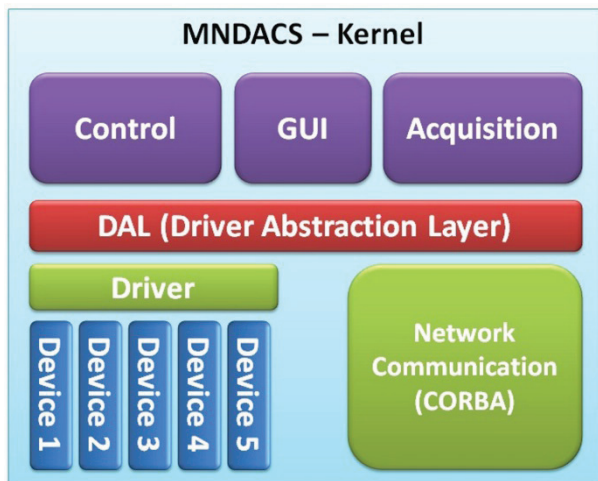 MNDACS – Kernel
Control
GUI
Acquisition
DAL (Driver Abstraction Layer)
Driver
Device 1
Device 2
Device 3
Device 4
Device 5
Network
Communication
(CORBA)